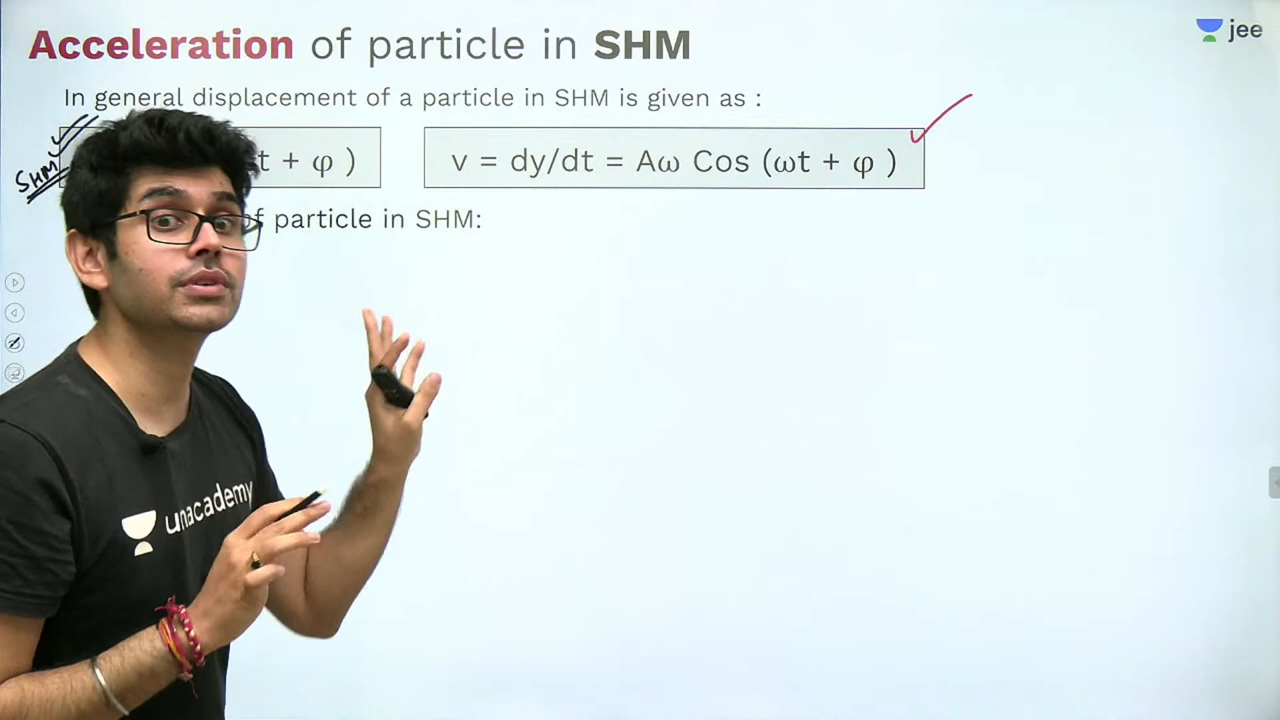 Acceleration of particle in SHM
jee
In general displacement of a particle in SHM is given as :
SHM
t + φ )
v = dy/dt = Aω Cos (ωt + φ )
of particle in SHM:
unacademy